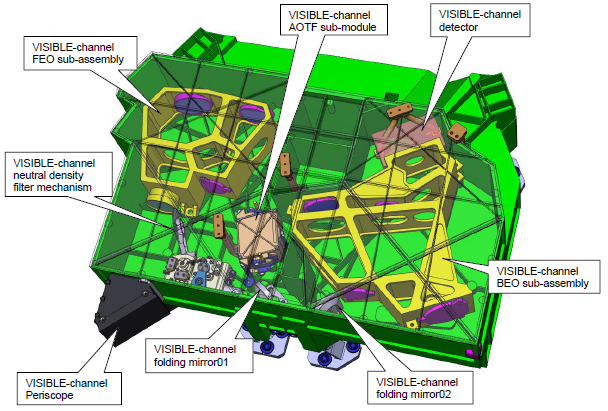 VISIBLE-channel
FEO sub-assembly
VISIBLE-channel
AOTF sub-module
VISIBLE-channel
detector
VISIBLE-channel
neutral density
filter mechanism
VISIBLE-channel
BEO sub-assembly
VISIBLE-channel
folding mirror01
VISIBLE-channel
Periscope
VISIBLE-channel
folding mirror02